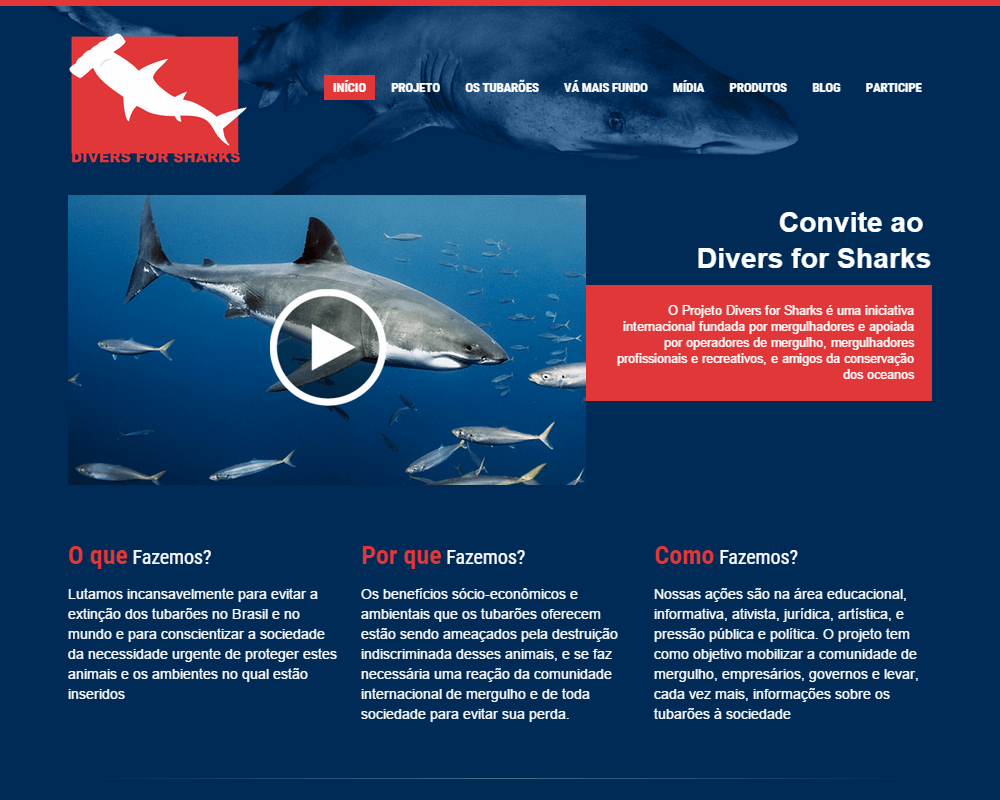 DIVERS FOR SHARKS
INÍCIO PROJETO OS TUBARÕES VÁ MAIS FUNDO MÍDIA PRODUTOS BLOG PARTICIPE
Convite ao
Divers for Sharks
O Projeto Divers for Sharks é uma iniciativa
internacional fundada por mergulhadores e apoiada
por operadores de mergulho, mergulhadores
profissionais e recreativos, e amigos da conservação
dos oceanos
O que Fazemos?
Lutamos incansavelmente para evitar a
extinção dos tubarões no Brasil e no
mundo e para conscientizar a sociedade
da necessidade urgente de proteger estes
animais e os ambientes no qual estão
inseridos
Por que Fazemos?
Os benefícios sócio-econômicos e
ambientais que os tubarões oferecem
estão sendo ameaçados pela destruição
indiscriminada desses animais, e se faz
necessária uma reação da comunidade
internacional de mergulho e de toda
sociedade para evitar sua perda.
Como Fazemos?
Nossas ações são na área educacional,
informativa, ativista, jurídica, artística, e
pressão pública e política. O projeto tem
como objetivo mobilizar a comunidade de
mergulho, empresários, governos e levar,
cada vez mais, informações sobre os
tubarões à sociedade